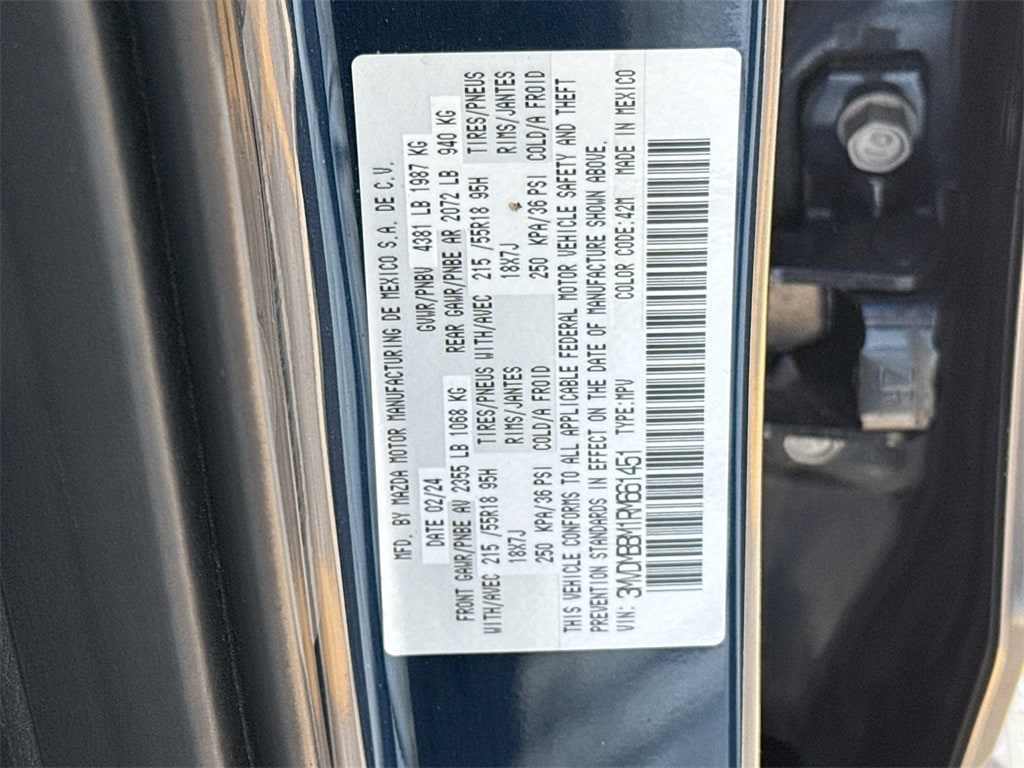 MFD. BY MAZDA MOTOR MANUFACTURING DE MEXICO S.A. DE C.V.
DATE 02/24 GVWR/PNBV 4381 LB 1987 KG
FRONT GAWR/PNBE AV 2355 LB 1068 KG REAR GAWR/PNBE AR 2072 LB 940 KG
WITH/AVEC 215 /55R18 95H TIRES/PNEUS WITH/AVEC 215 /55R18 95H TIRES/PNEUS
18X7J RIMS/JANTES 18X7J RIMS/JANTES
250 KPA/36 PSI COLD/A FROID 250 KPA/36 PSI COLD/A FROID
THIS VEHICLE CONFORMS TO ALL APPLICABLE FEDERAL MOTOR VEHICLE SAFETY AND THEFT
PREVENTION STANDARDS IN EFFECT ON THE DATE OF MANUFACTURE SHOWN ABOVE.
VIN: 3MVDMBBM1RM661451 TYPE:MPV COLOR CODE:42M MADE IN MEXICO